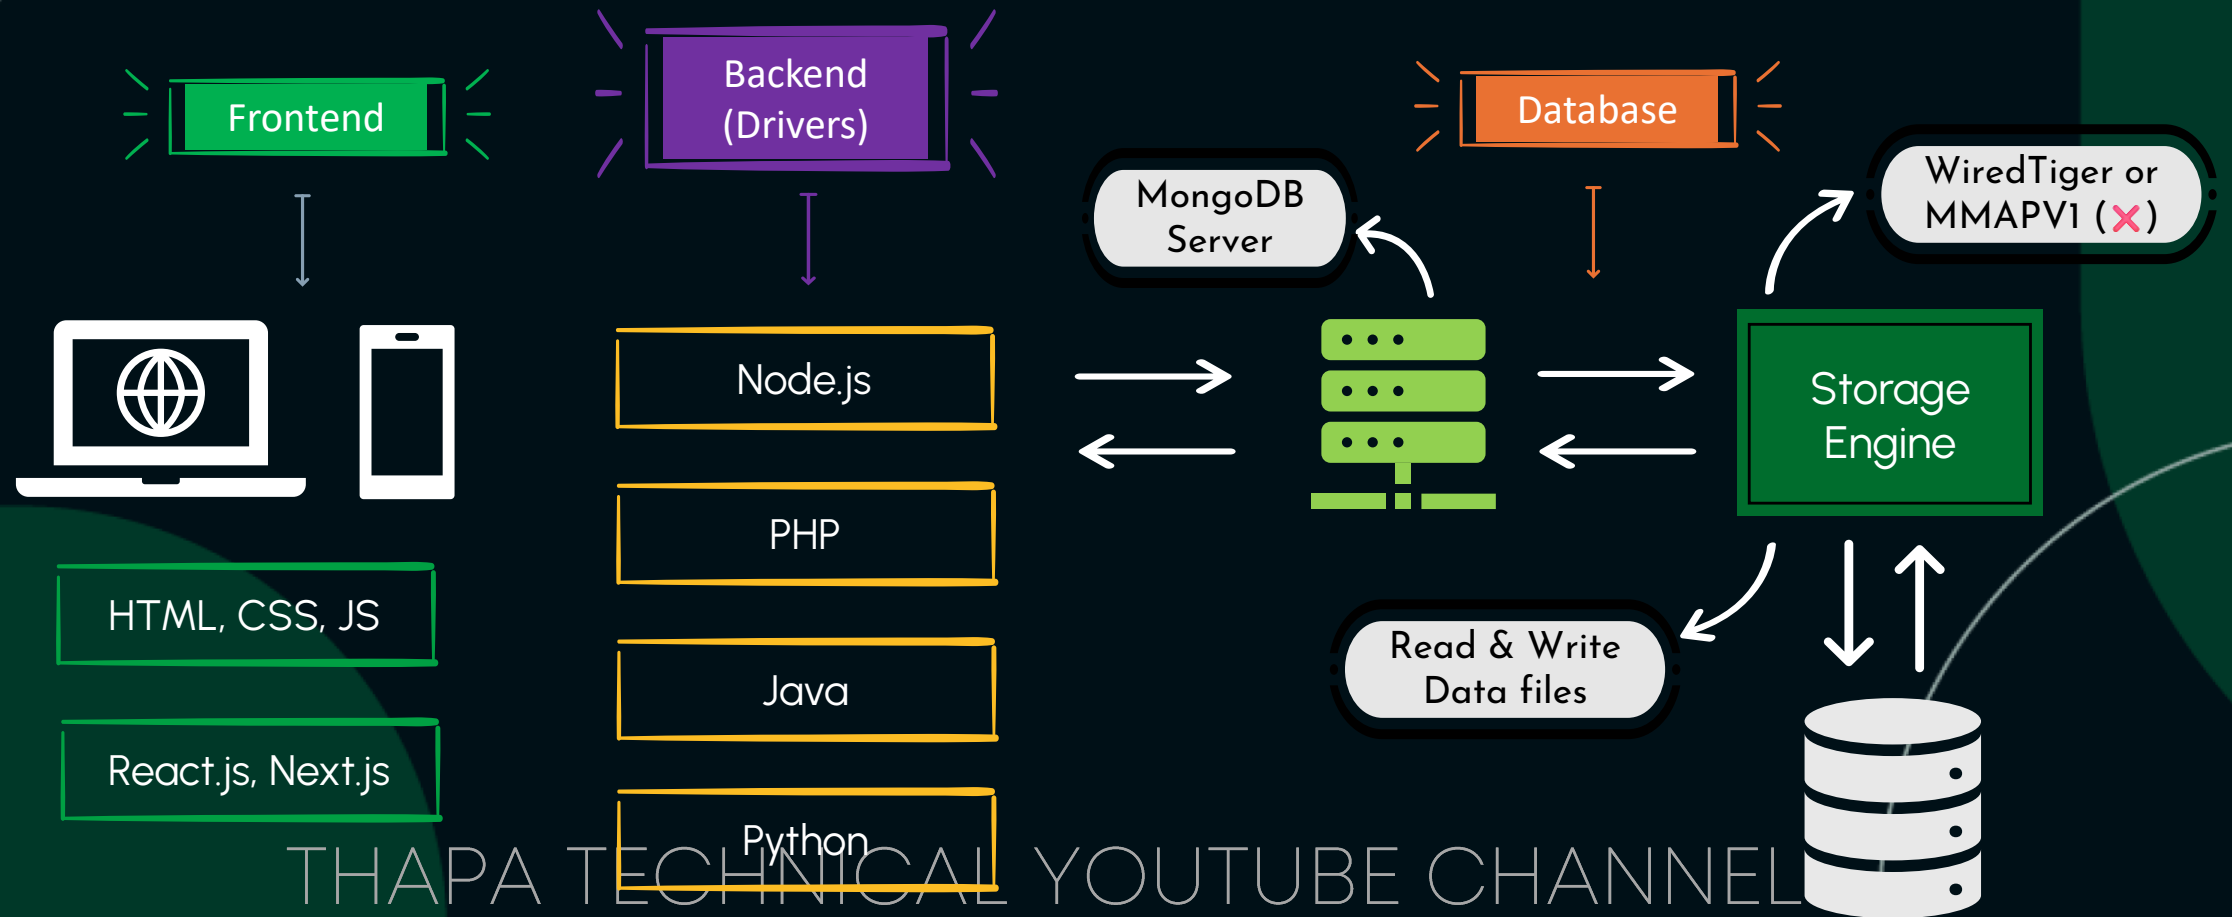 Frontend
Backend
(Drivers)
Database
MongoDB
Server
WiredTiger or
MMAPV1 (❌)
Node.js
Storage
Engine
PHP
HTML, CSS, JS
Java
Read & Write
Data files
React.js, Next.js
Python
THAPA TECHNICAL YOUTUBE CHANNEL